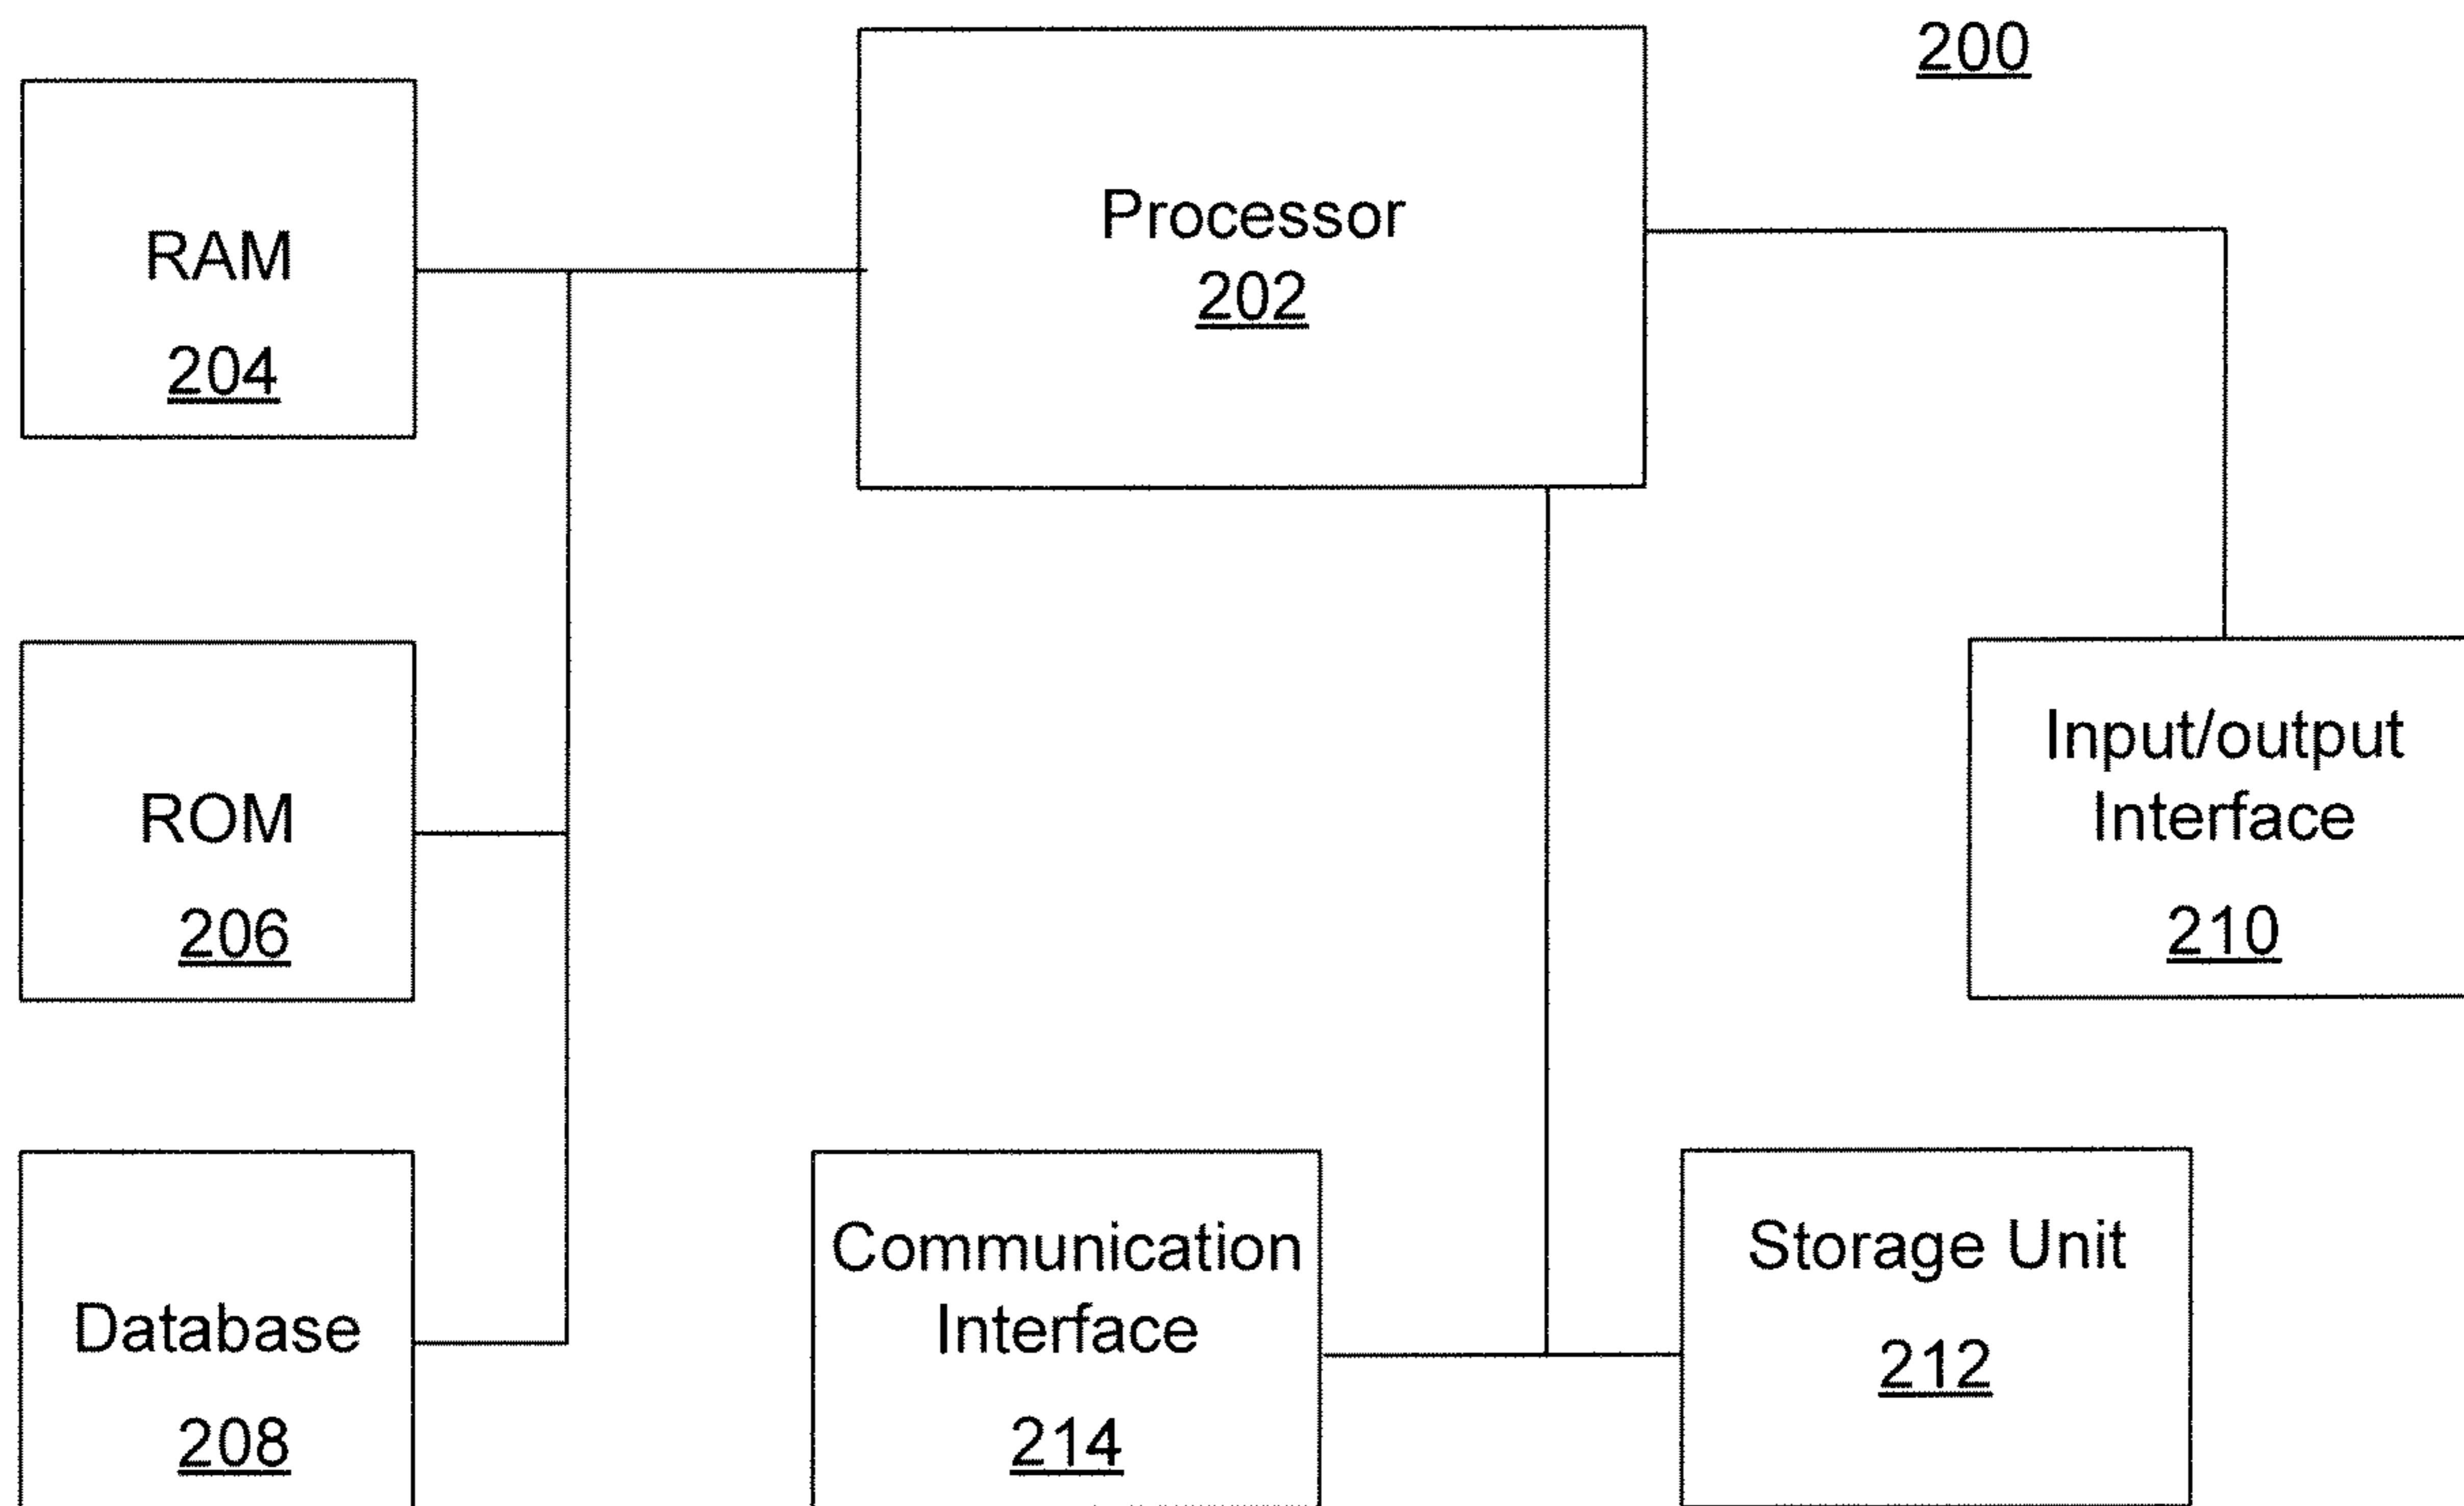 200
Processor
202
RAM
204
ROM
206
Input/output
Interface
210
Database
208
Communication
Interface
214
Storage Unit
212